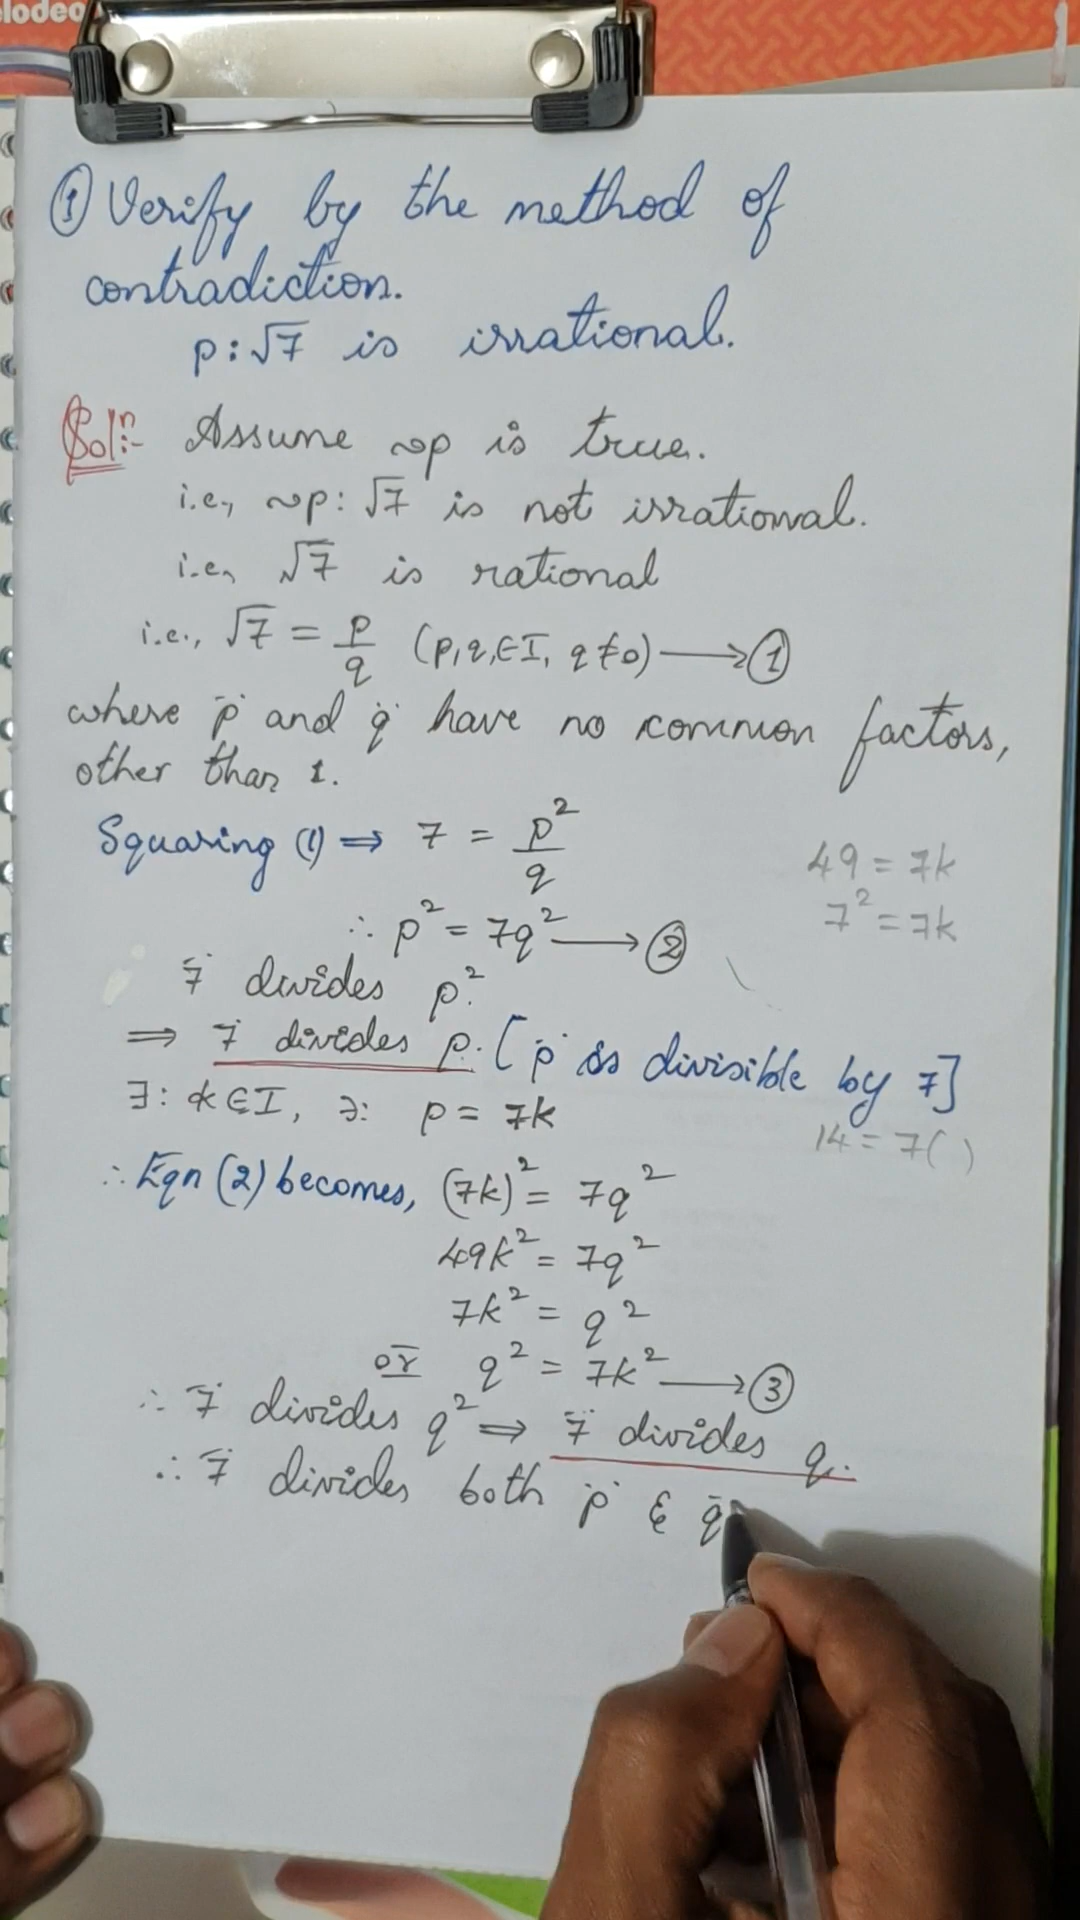 lodeo
① Verify by the method of
contradiction.
p : √7 is irrational.
Solⁿ:- Assume ~p is true.
i.e., ~p : √7 is not irrational.
i.e., √7 is rational
i.e., √7 = p/q (p, q, ∈ I, q ≠ 0) ⟶ ①
where 'p' and 'q' have no common factors,
other than 1.
Squaring (1) ⇒ 7 = p²/q
49 = 7k
7² = 7k
∴ p² = 7q² ⟶ ②
'7' divides p².
⇒ '7' divides p. ['p' is divisible by 7]
∃: k ∈ I, ∋: p = 7k
14 = 7( )
∴ Eqn (2) becomes, (7k)² = 7q²
49k² = 7q²
7k² = q²
or q² = 7k² ⟶ ③
∴ '7' divides q² ⇒ '7' divides q.
∴ '7' divides both 'p' & 'q'